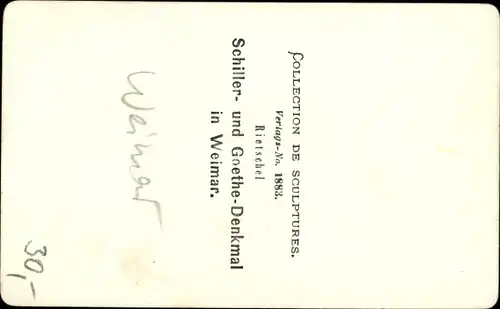 COLLECTION DE SCULPTURES.
Verlags-No. 1883.
Rietschel
Schiller- und Goethe-Denkmal
in Weimar.
Weimar
30,-